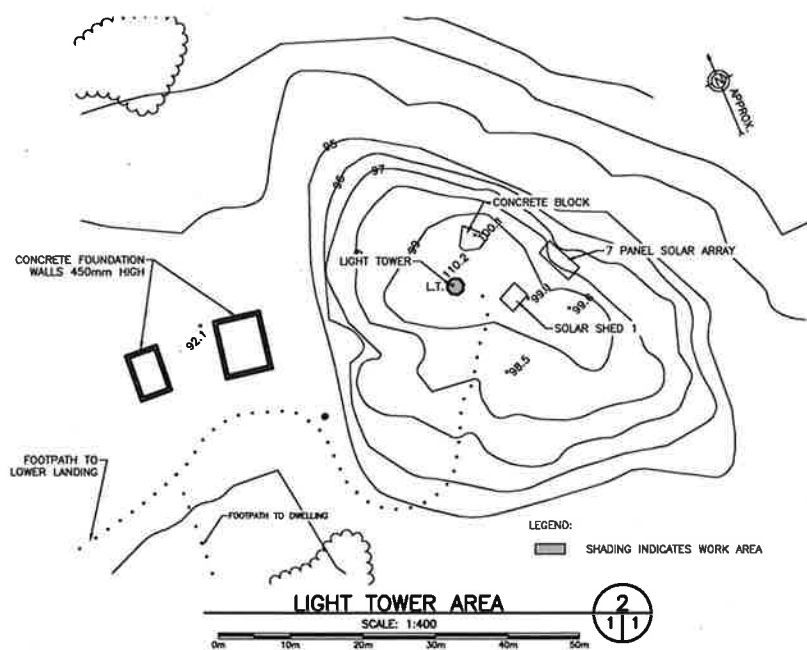 N
APPROX.
95
96
97
CONCRETE BLOCK
100.1
99
7 PANEL SOLAR ARRAY
CONCRETE FOUNDATION
WALLS 450mm HIGH
LIGHT TOWER
110.2
L.T.
99.0
99.6
SOLAR SHED 1
92.1
98.5
FOOTPATH TO
LOWER LANDING
FOOTPATH TO DWELLING
LEGEND:
SHADING INDICATES WORK AREA
LIGHT TOWER AREA
2
1 1
SCALE: 1:400
0m 10m 20m 30m 40m 50m